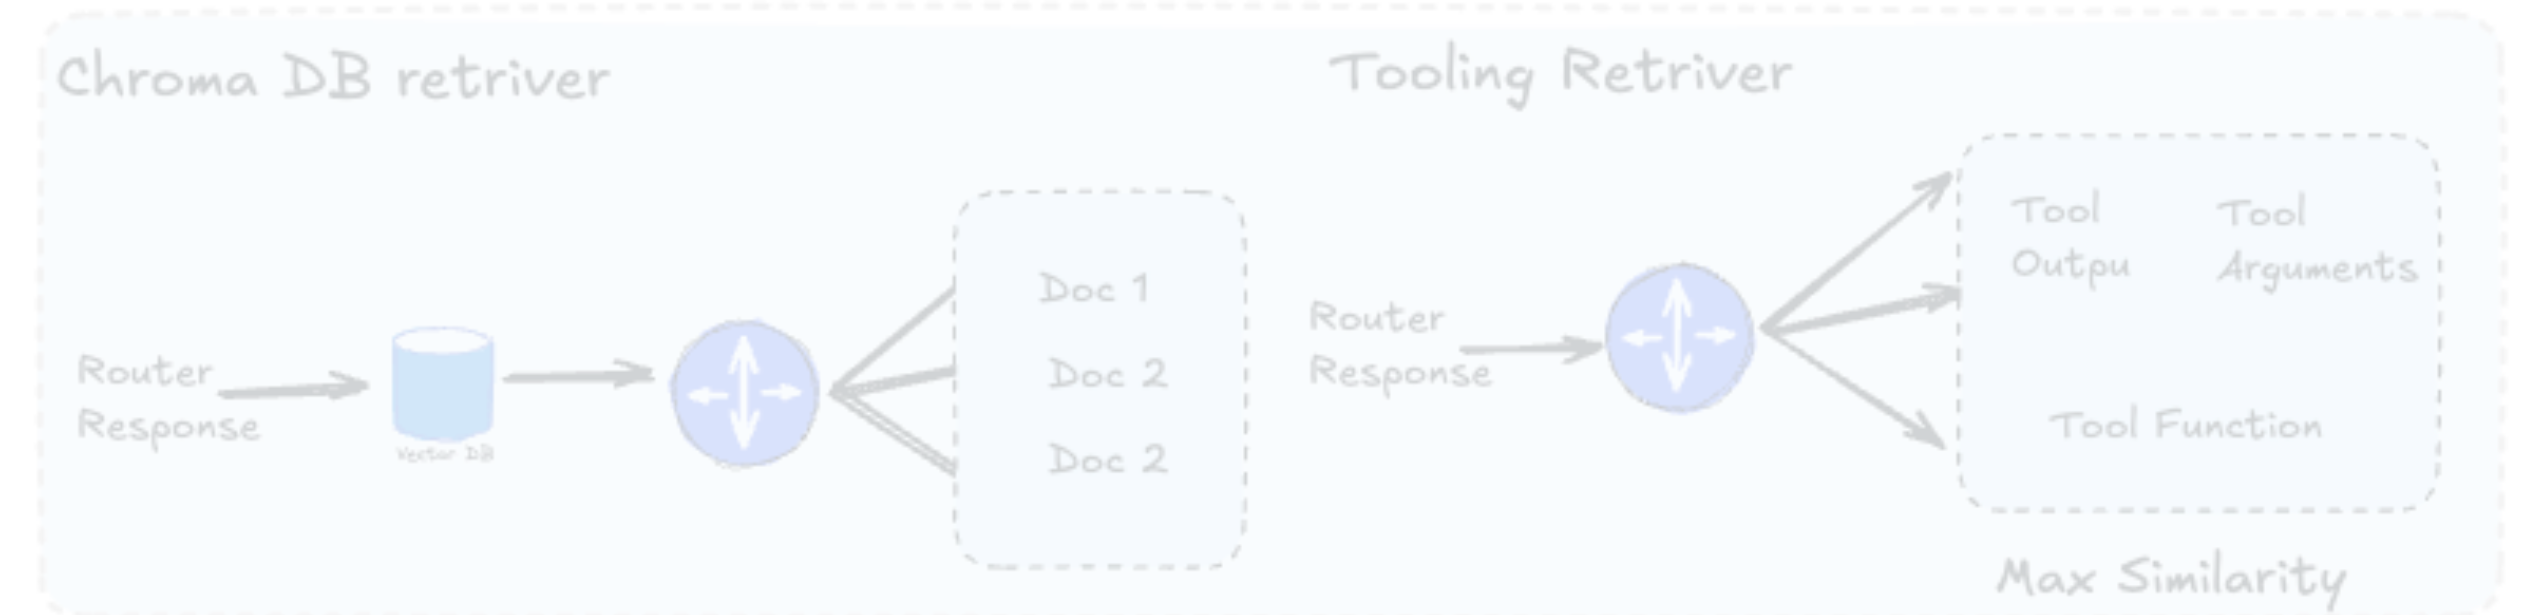 Chroma DB retriver
Router
Response
Vector DB
Doc 1
Doc 2
Doc 2
Tooling Retriver
Router
Response
Tool
Outpu
Tool
Arguments
Tool Function
Max Similarity